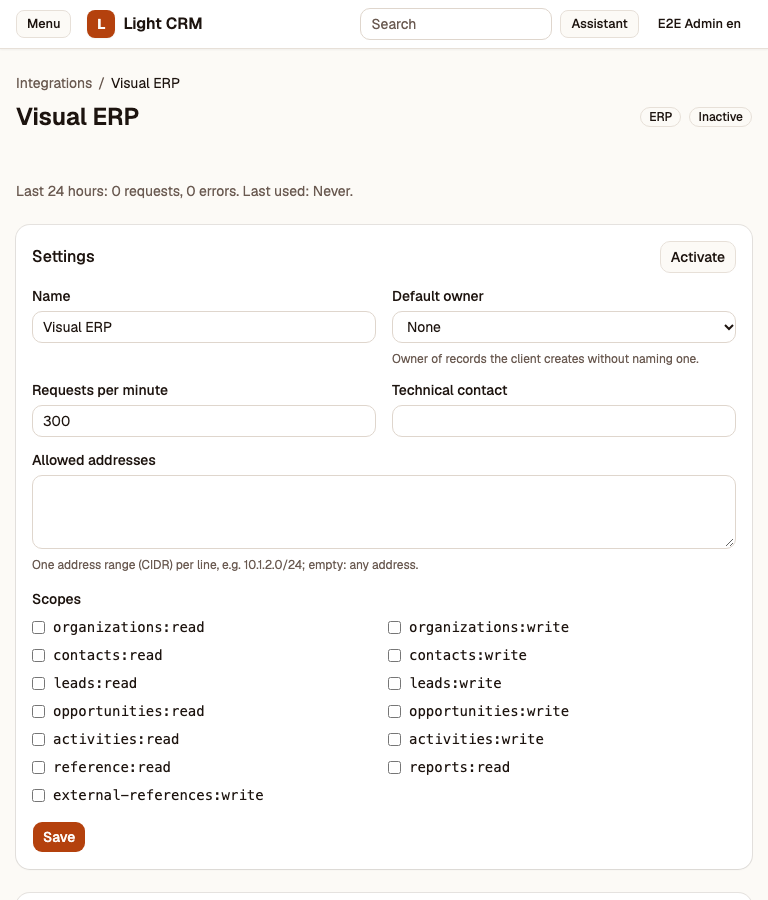 Menu L Light CRM Search Assistant E2E Admin en
Integrations / Visual ERP
Visual ERP ERP Inactive
Last 24 hours: 0 requests, 0 errors. Last used: Never.
Settings Activate
Name Default owner
Visual ERP None
Owner of records the client creates without naming one.
Requests per minute Technical contact
300
Allowed addresses
One address range (CIDR) per line, e.g. 10.1.2.0/24; empty: any address.
Scopes
organizations:read organizations:write
contacts:read contacts:write
leads:read leads:write
opportunities:read opportunities:write
activities:read activities:write
reference:read reports:read
external-references:write
Save